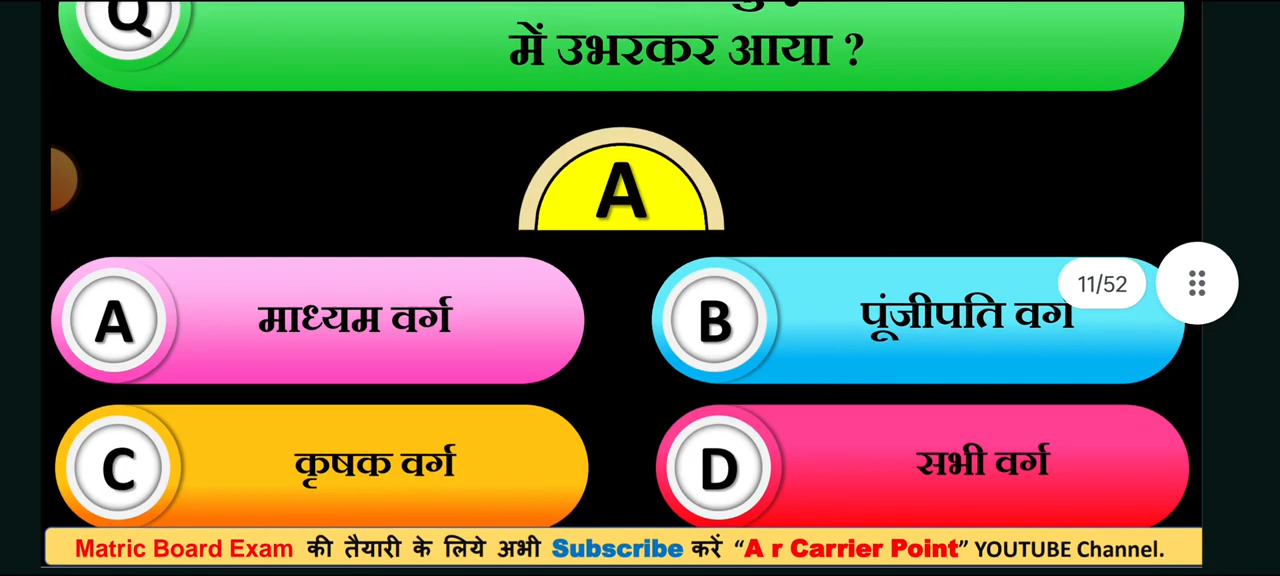 Q
में उभरकर आया ?
A
A माध्यम वर्ग
B पूंजीपति वर्ग
11/52
C कृषक वर्ग
D सभी वर्ग
Matric Board Exam की तैयारी के लिये अभी Subscribe करें “A r Carrier Point” YOUTUBE Channel.